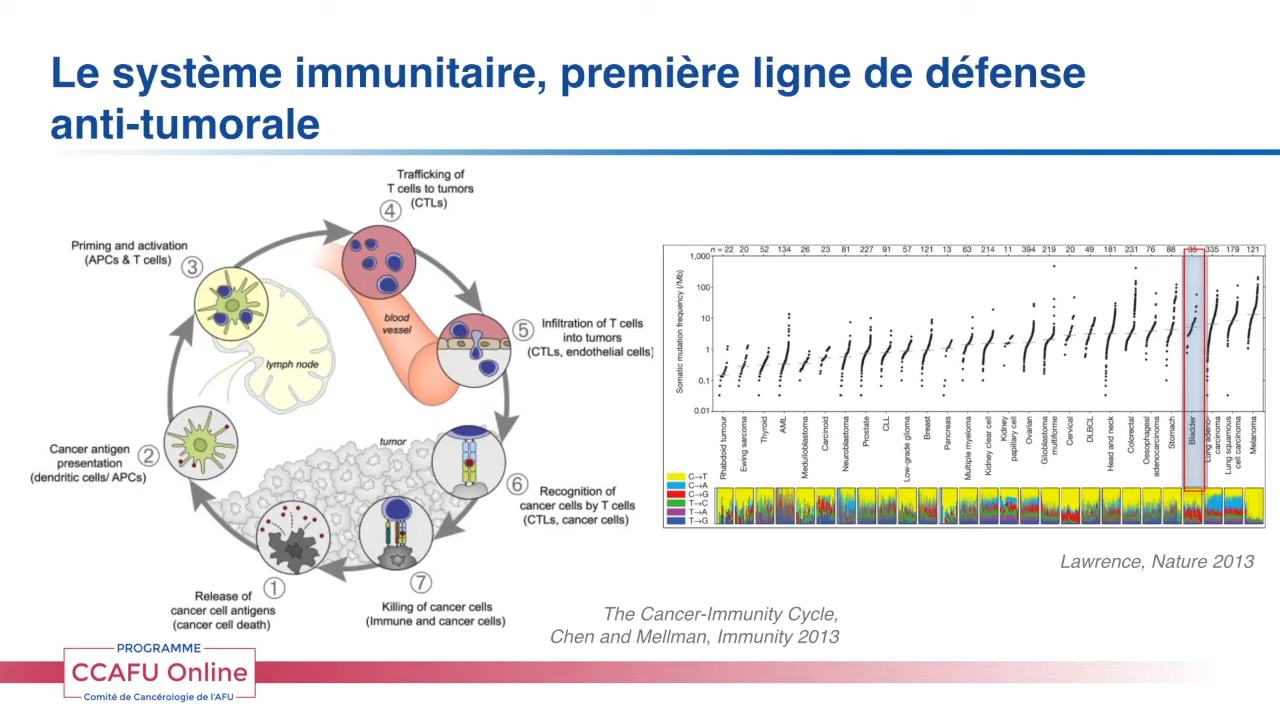 Le système immunitaire, première ligne de défense
anti-tumorale
Trafficking of
T cells to tumors
(CTLs)
④
Priming and activation
(APCs & T cells)
③
blood
vessel
⑤
Infiltration of T cells
into tumors
(CTLs, endothelial cells)
lymph node
Cancer antigen
presentation
(dendritic cells/ APCs)
②
tumor
⑥
Recognition of
cancer cells by T cells
(CTLs, cancer cells)
①
Release of
cancer cell antigens
(cancer cell death)
⑦
Killing of cancer cells
(Immune and cancer cells)
n = 22 20 52 134 26 23 81 227 91 57 121 13 63 214 11 394 219 20 49 181 231 76 88 35 335 179 121
Somatic mutation frequency (/Mb)
1,000
100
10
1
0.1
0.01
Rhabdoid tumour
Ewing sarcoma
Thyroid
AML
Medulloblastoma
Carcinoid
Neuroblastoma
Prostate
CLL
Low-grade glioma
Breast
Pancreas
Multiple myeloma
Kidney clear cell
Kidney
papillary cell
Ovarian
Glioblastoma
multiforme
Cervical
DLBCL
Head and neck
Colorectal
Oesophageal
adenocarcinoma
Stomach
Bladder
Lung adeno-
carcinoma
Lung squamous
cell carcinoma
Melanoma
C→T
C→A
C→G
T→C
T→A
T→G
Lawrence, Nature 2013
The Cancer-Immunity Cycle,
Chen and Mellman, Immunity 2013
PROGRAMME
CCAFU Online
Comité de Cancérologie de l'AFU